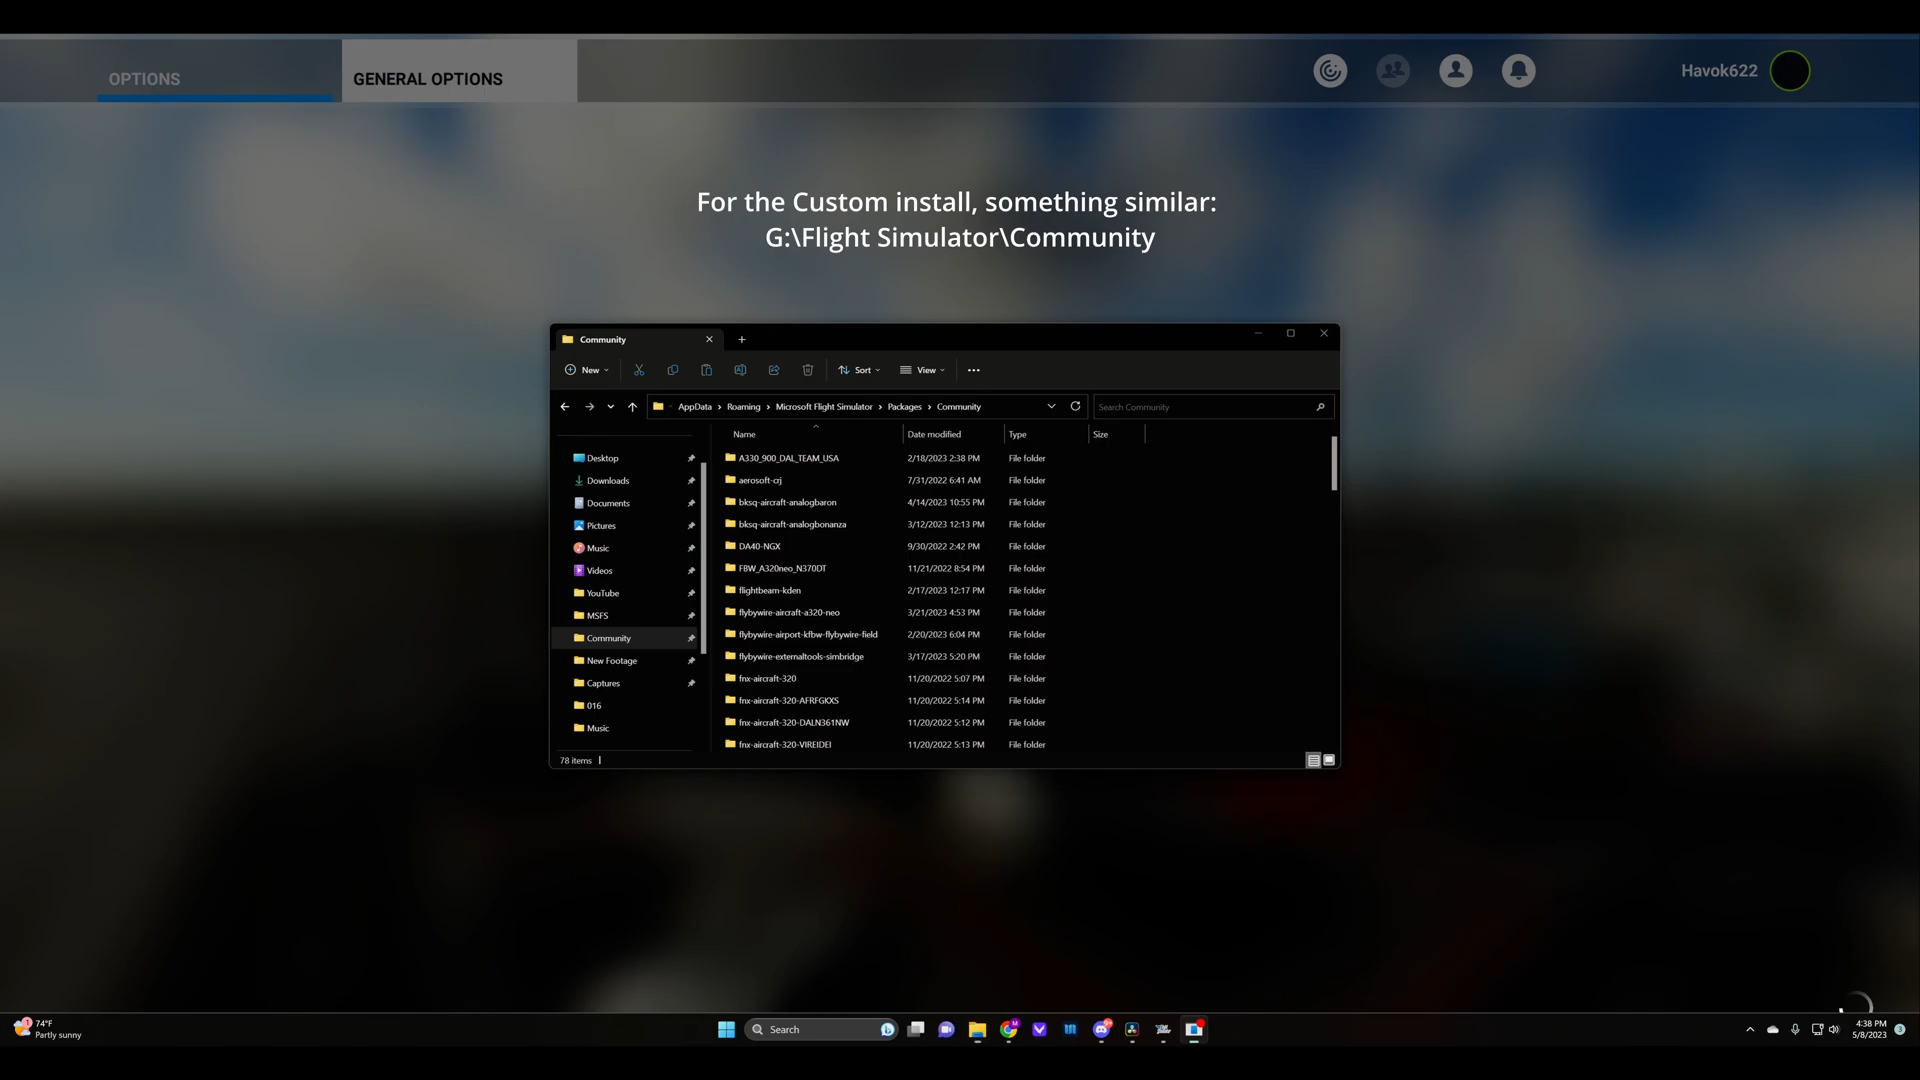 OPTIONS
GENERAL OPTIONS
Havok622
For the Custom install, something similar:
G:\Flight Simulator\Community
Community
New
Sort
View
AppData > Roaming > Microsoft Flight Simulator > Packages > Community
Search Community
Name
Date modified
Type
Size
Desktop
Downloads
Documents
Pictures
Music
Videos
YouTube
MSFS
Community
New Footage
Captures
016
Music
A330_900_DAL_TEAM_USA 2/18/2023 2:38 PM File folder
aerosoft-crj 7/31/2022 6:41 AM File folder
bksq-aircraft-analogbaron 4/14/2023 10:55 PM File folder
bksq-aircraft-analogbonanza 3/12/2023 12:13 PM File folder
DA40-NGX 9/30/2022 2:42 PM File folder
FBW_A320neo_N370DT 11/21/2022 8:54 PM File folder
flightbeam-kden 2/17/2023 12:17 PM File folder
flybywire-aircraft-a320-neo 3/21/2023 4:53 PM File folder
flybywire-airport-kfbw-flybywire-field 2/20/2023 6:04 PM File folder
flybywire-externaltools-simbridge 3/17/2023 5:20 PM File folder
fnx-aircraft-320 11/20/2022 5:07 PM File folder
fnx-aircraft-320-AFRFGKXS 11/20/2022 5:14 PM File folder
fnx-aircraft-320-DALN361NW 11/20/2022 5:12 PM File folder
fnx-aircraft-320-VIREIDEI 11/20/2022 5:13 PM File folder
78 items
74°F
Partly sunny
Search
4:38 PM
5/8/2023
3